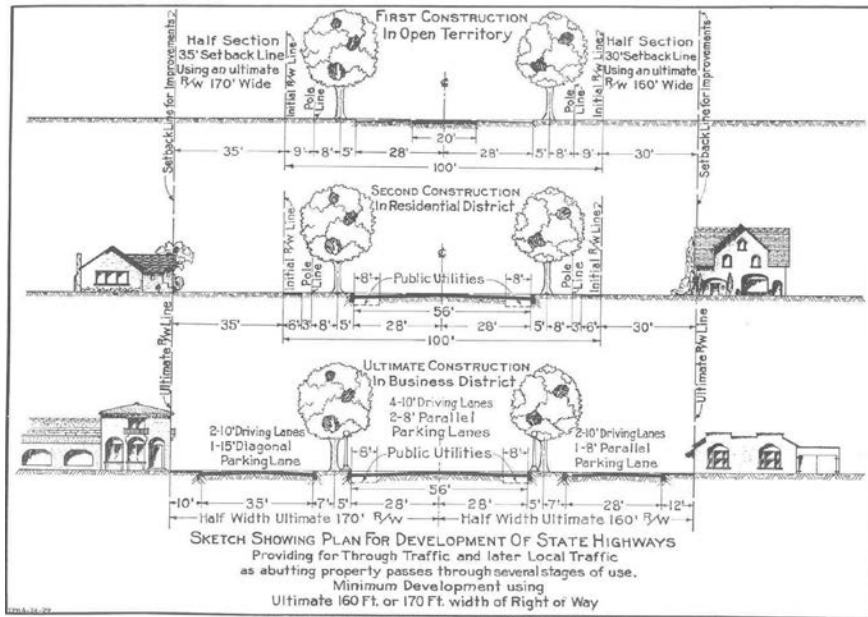 FIRST CONSTRUCTION
In Open Territory
Half Section
35' Setback Line
Using an ultimate
R/W 170' Wide
Setback Line for Improvements
Initial R/W Line
Pole Line
℄
Pole Line
Initial R/W Line
Half Section
30' Setback Line
Using an ultimate
R/W 160' Wide
Setback Line for Improvements
20'
35' 9' 8' 5' 28' 28' 5' 8' 9' 30'
100'
SECOND CONSTRUCTION
In Residential District
Initial R/W Line
Pole Line
℄
Pole Line
Initial R/W Line
8' Public Utilities 8'
56'
35' 6' 3' 8' 5' 28' 28' 5' 8' 3' 6' 30'
100'
Ultimate R/W Line
Ultimate R/W Line
ULTIMATE CONSTRUCTION
In Business District
4-10' Driving Lanes
2-8' Parallel
Parking Lanes
2-10' Driving Lanes
1-15' Diagonal
Parking Lane
2-10' Driving Lanes
1-8' Parallel
Parking Lane
8' Public Utilities 8'
56'
10' 35' 7' 5' 28' 28' 5' 7' 28' 12'
Half Width Ultimate 170' R/W Half Width Ultimate 160' R/W
SKETCH SHOWING PLAN FOR DEVELOPMENT OF STATE HIGHWAYS
Providing for Through Traffic and later Local Traffic
as abutting property passes through several stages of use.
Minimum Development using
Ultimate 160 Ft. or 170 Ft. width of Right of Way